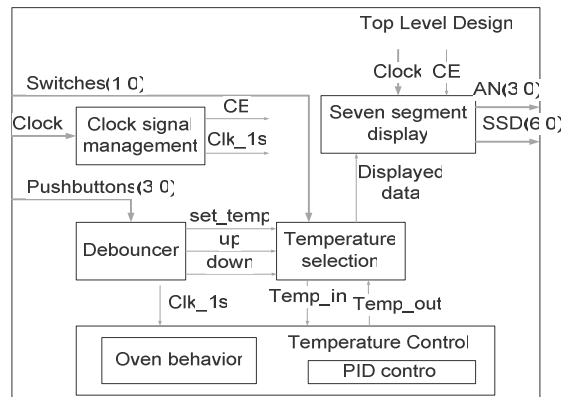 Top Level Design
Switches(1 0)
Clock
CE
AN(3 0)
CE
Clock
Clock signal
management
Clk_1s
Seven segment
display
SSD(6 0)
Pushbuttons(3 0)
Displayed
data
Debouncer
set_temp
up
down
Temperature
selection
Clk_1s
Temp_in
Temp_out
Oven behavior
Temperature Control
PID contro